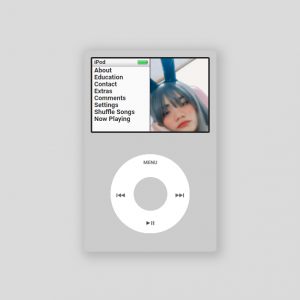 iPod
About
Education
Contact
Extras
Comments
Settings
Shuffle Songs
Now Playing
MENU